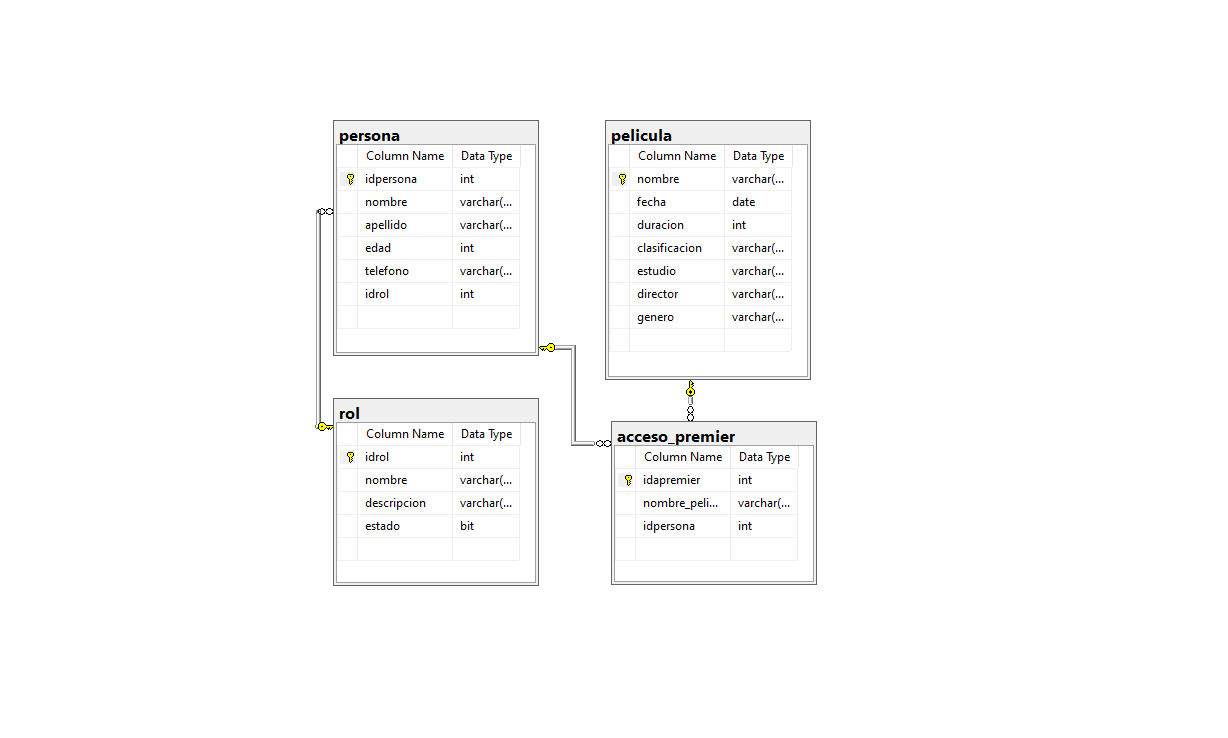 persona
Column Name Data Type
idpersona int
nombre varchar(...
apellido varchar(...
edad int
telefono varchar(...
idrol int
pelicula
Column Name Data Type
nombre varchar(...
fecha date
duracion int
clasificacion varchar(...
estudio varchar(...
director varchar(...
genero varchar(...
rol
Column Name Data Type
idrol int
nombre varchar(...
descripcion varchar(...
estado bit
acceso_premier
Column Name Data Type
idapremier int
nombre_peli... varchar(...
idpersona int